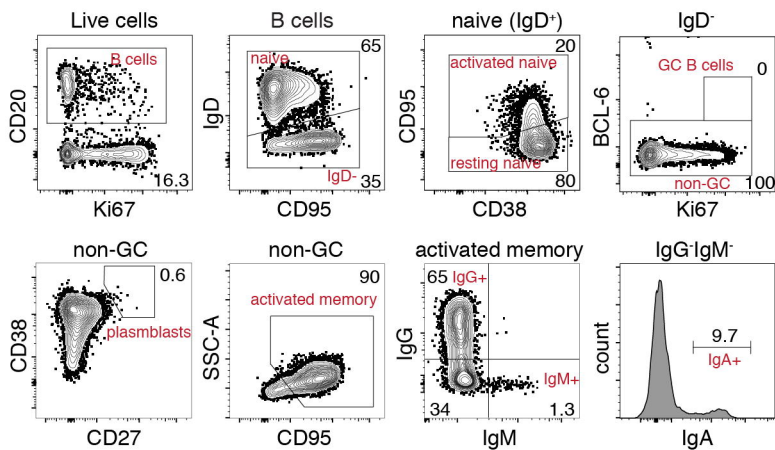 Live cells
CD20
B cells
16.3
Ki67
B cells
IgD
naive
65
IgD-
35
CD95
naive (IgD⁺)
CD95
20
activated naive
resting naive
80
CD38
IgD⁻
BCL-6
GC B cells
0
non-GC
100
Ki67
non-GC
CD38
0.6
plasmblasts
CD27
non-GC
SSC-A
90
activated memory
CD95
activated memory
IgG
65 IgG+
IgM+
34
1.3
IgM
IgG⁻IgM⁻
count
9.7
IgA+
IgA